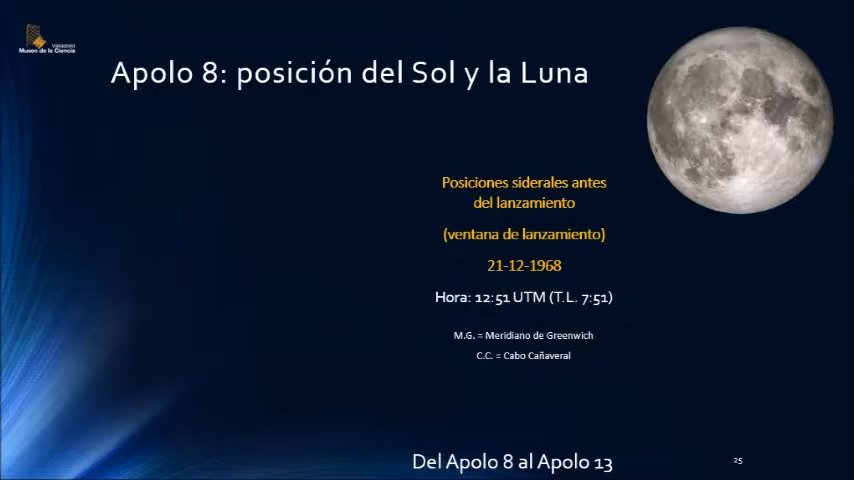 Valladolid
Museo de la Ciencia
Apolo 8: posición del Sol y la Luna
Posiciones siderales antes
del lanzamiento
(ventana de lanzamiento)
21-12-1968
Hora: 12:51 UTM (T.L. 7:51)
M.G. = Meridiano de Greenwich
C.C. = Cabo Cañaveral
Del Apolo 8 al Apolo 13
25